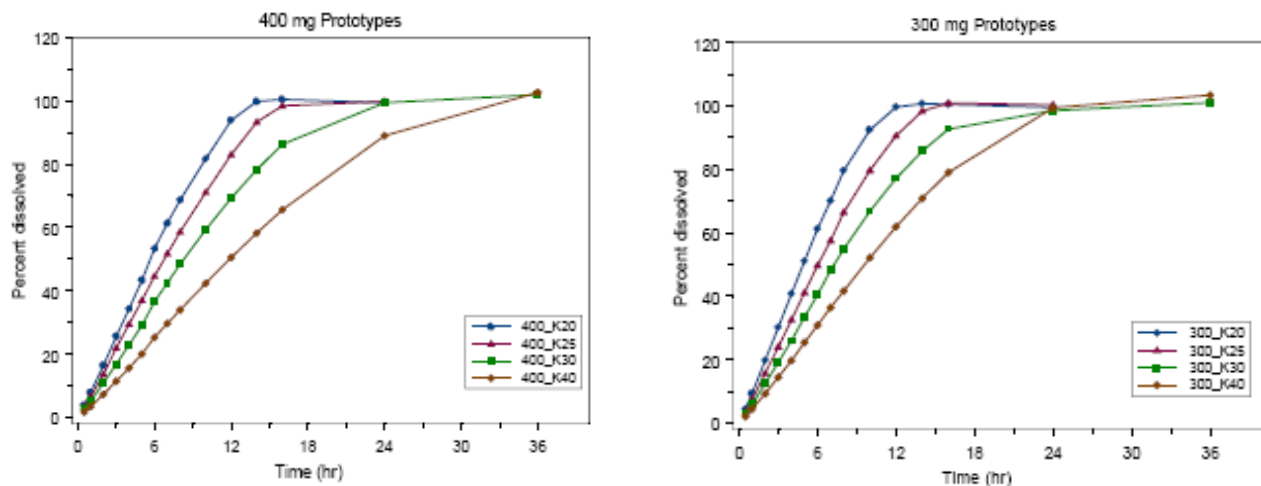 400 mg Prototypes
120
100
80
60
40
20
0
Percent dissolved
0 6 12 18 24 30 36
Time (hr)
400_K20
400_K25
400_K30
400_K40
300 mg Prototypes
120
100
80
60
40
20
0
Percent dissolved
0 6 12 18 24 30 36
Time (hr)
300_K20
300_K25
300_K30
300_K40